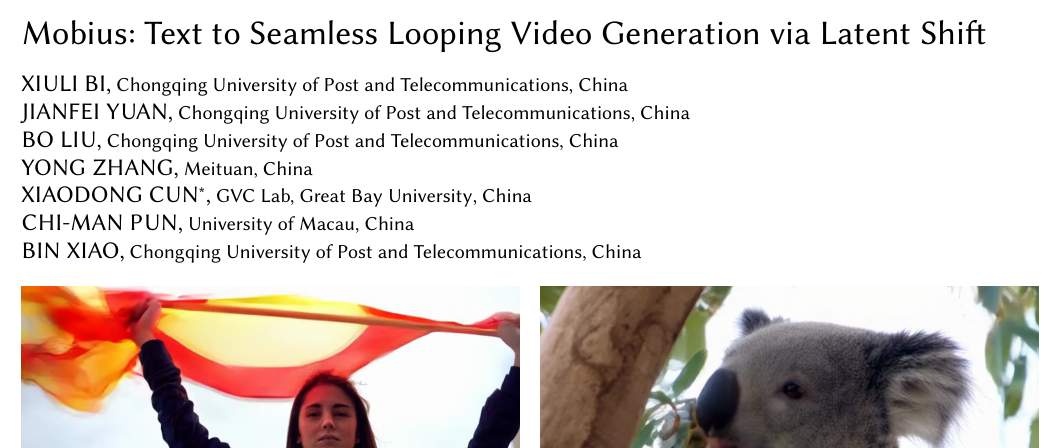 Mobius: Text to Seamless Looping Video Generation via Latent Shift
XIULI BI, Chongqing University of Post and Telecommunications, China
JIANFEI YUAN, Chongqing University of Post and Telecommunications, China
BO LIU, Chongqing University of Post and Telecommunications, China
YONG ZHANG, Meituan, China
XIAODONG CUN*, GVC Lab, Great Bay University, China
CHI-MAN PUN, University of Macau, China
BIN XIAO, Chongqing University of Post and Telecommunications, China